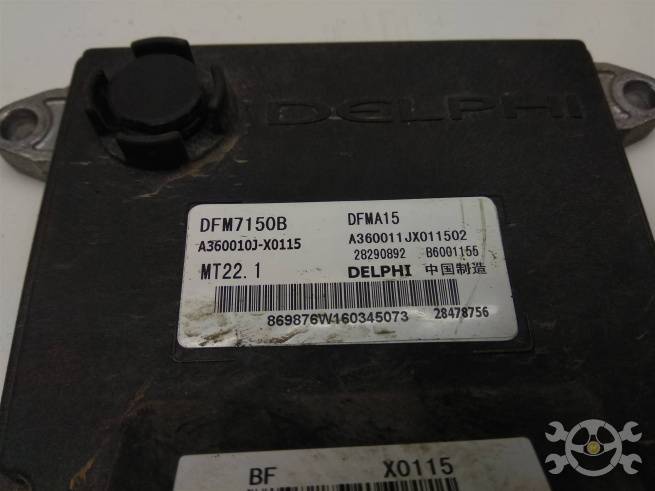 DELPHI
DFM7150B DFMA15
A360010J-X0115 A360011JX011502
28290892 B6001155
MT22.1 DELPHI 中国制造
869876W160345073 28478756
BF X0115